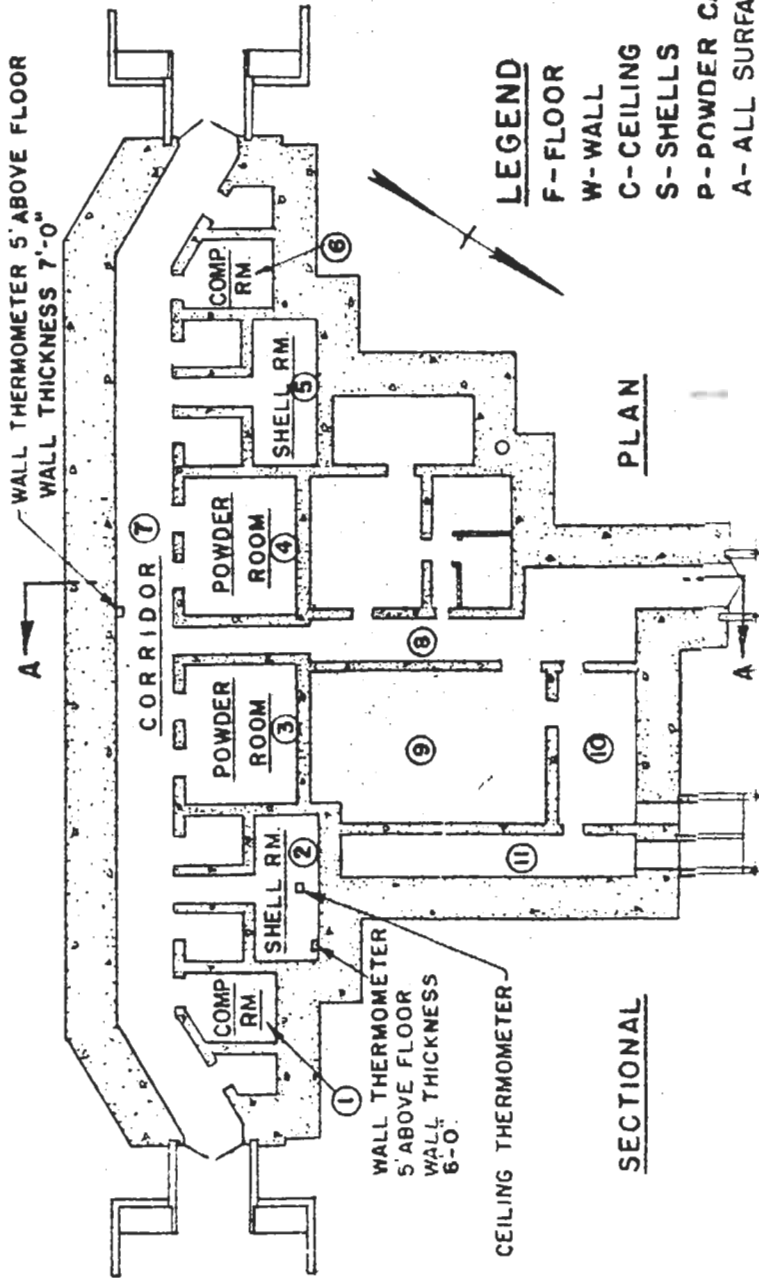 WALL THERMOMETER 5' ABOVE FLOOR
WALL THICKNESS 7'-0"
A
CORRIDOR 7
COMP
RM
1
SHELL RM.
2
POWDER
ROOM
3
POWDER
ROOM
4
SHELL RM
5
COMP
RM
6
8
9
10
11
A
WALL THERMOMETER
5' ABOVE FLOOR
WALL THICKNESS
6'-0"
CEILING THERMOMETER
SECTIONAL
PLAN
LEGEND
F-FLOOR
W-WALL
C-CEILING
S-SHELLS
P-POWDER
A-ALL